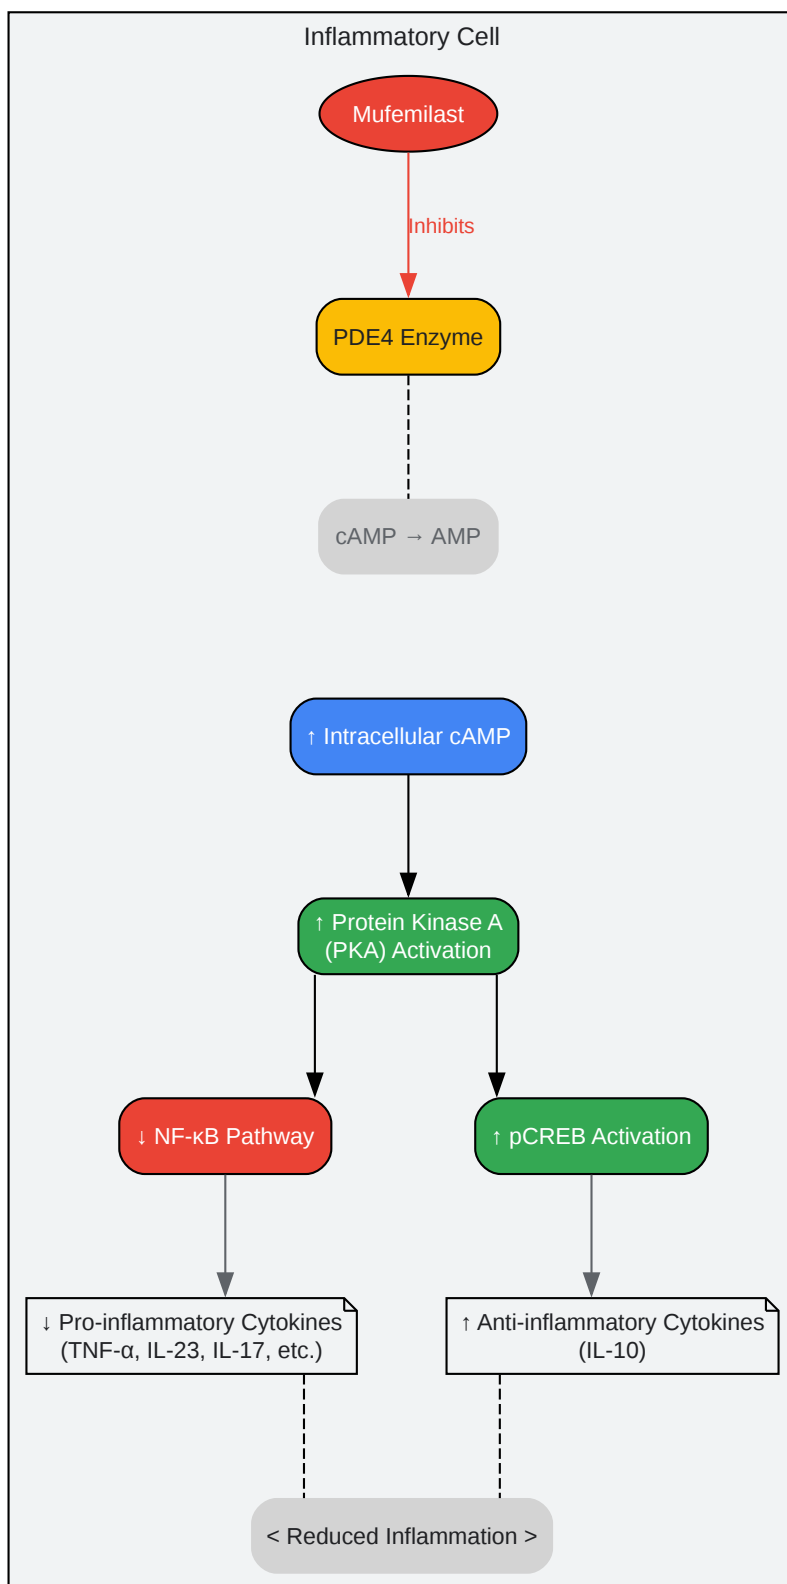 Inflammatory Cell
Mufemilast
Inhibits
PDE4 Enzyme
cAMP → AMP
↑ Intracellular cAMP
↑ Protein Kinase A
(PKA) Activation
↓ NF-κB Pathway
↑ pCREB Activation
↓ Pro-inflammatory Cytokines
(TNF-α, IL-23, IL-17, etc.)
↑ Anti-inflammatory Cytokines
(IL-10)
< Reduced Inflammation >